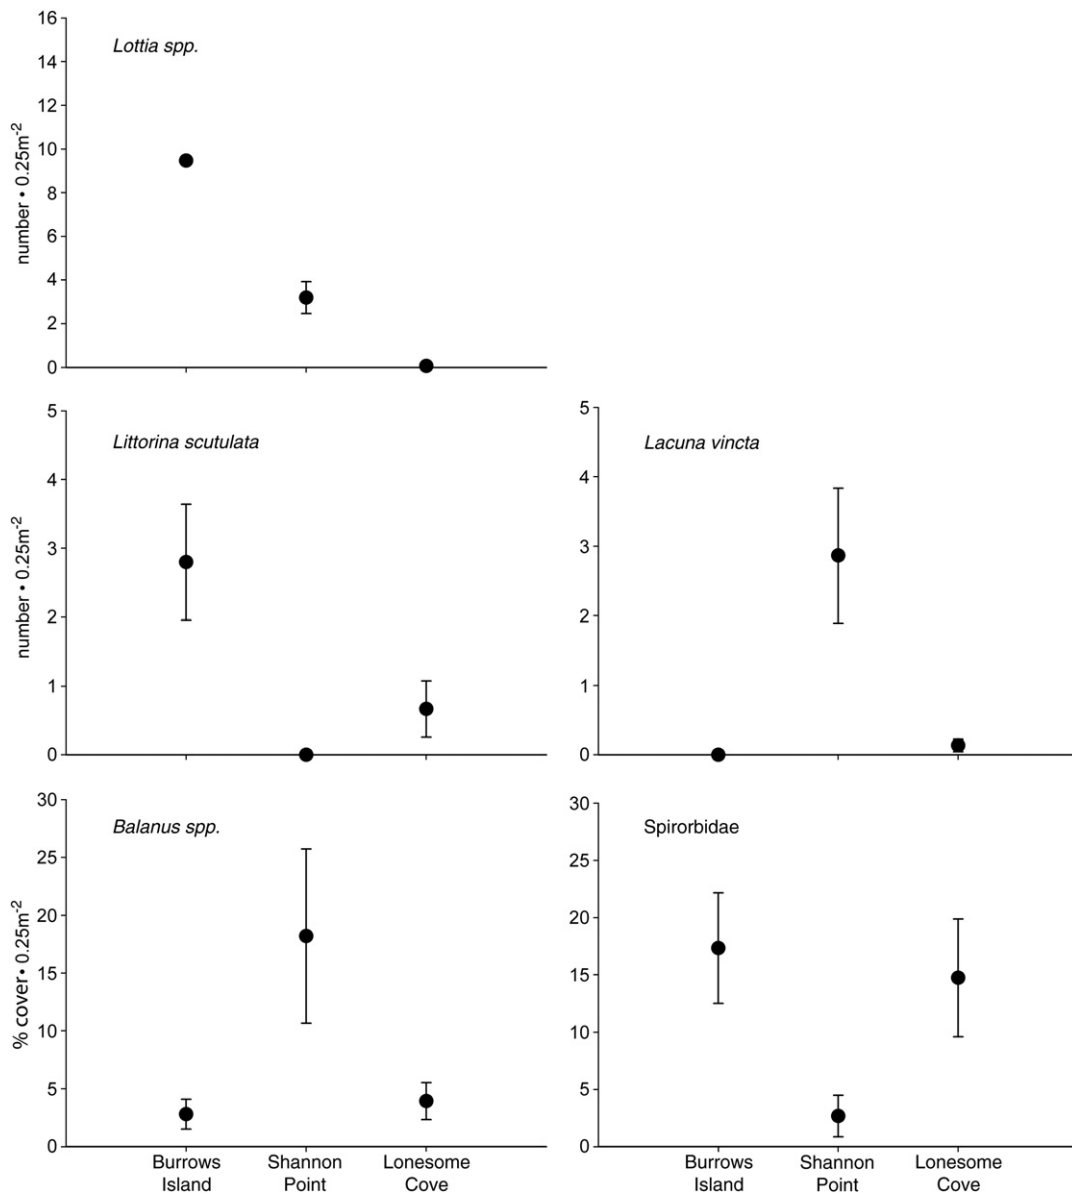 16
Lottia spp.
14
12
10
8
6
4
2
0
number • 0.25m⁻²
5
Littorina scutulata
4
3
2
1
0
number • 0.25m⁻²
5
Lacuna vincta
4
3
2
1
0
30
Balanus spp.
25
20
15
10
5
0
% cover• 0.25m⁻²
Burrows Island
Shannon Point
Lonesome Cove
30
Spirorbidae
25
20
15
10
5
0
Burrows Island
Shannon Point
Lonesome Cove